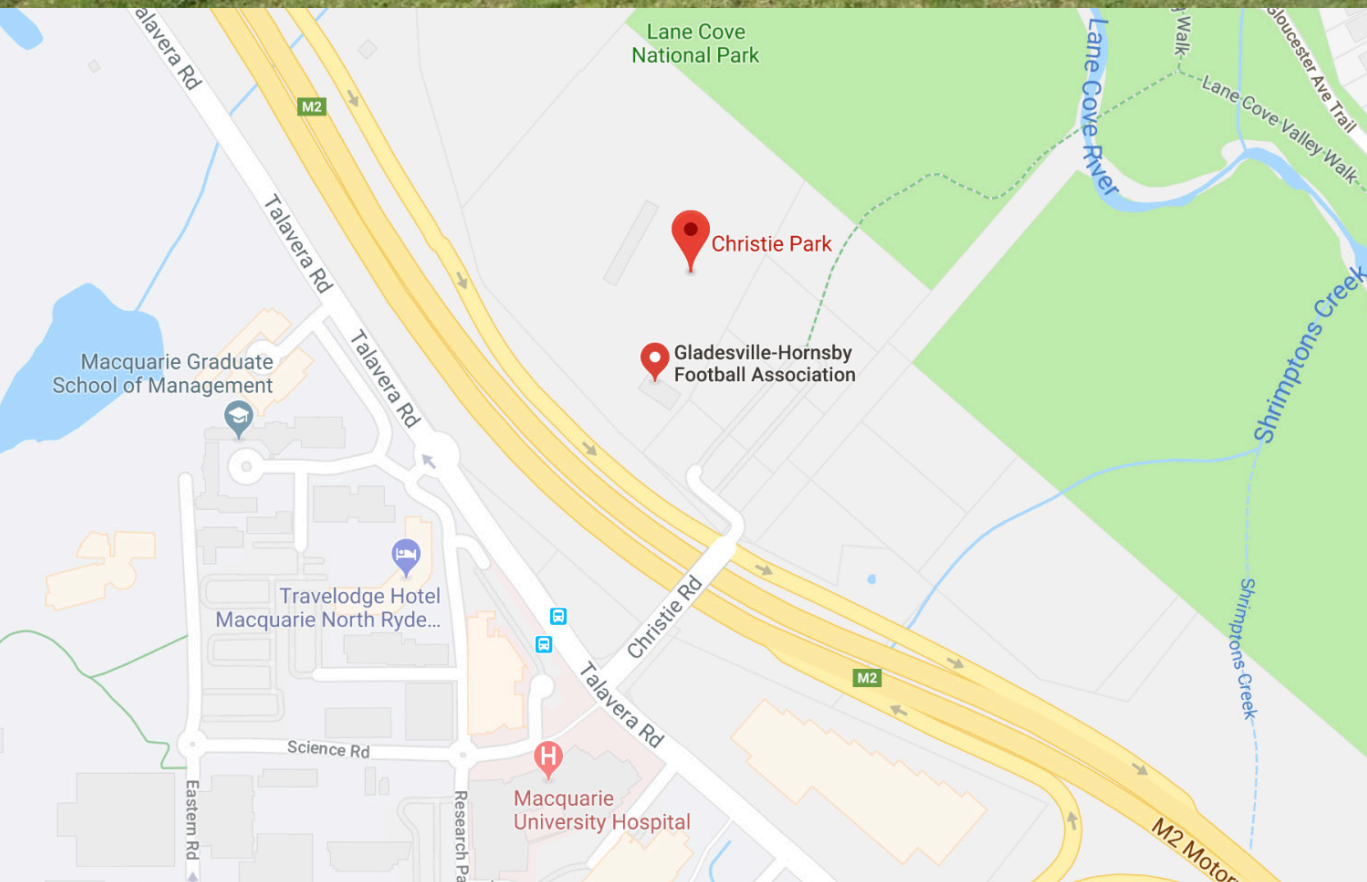 Talavera Rd
M2
Lane Cove
National Park
Lane Cove River
Walk
Gloucester Ave Trail
Lane Cove Valley Walk
Talavera Rd
Christie Park
Shrimptons Creek
Talavera Rd
Gladesville-Hornsby
Football Association
Macquarie Graduate
School of Management
Travelodge Hotel
Macquarie North Ryde...
Christie Rd
Shrimptons Creek
M2
Talavera Rd
Science Rd
H
Macquarie
University Hospital
Eastern Rd
Research Pa
M2 Motor